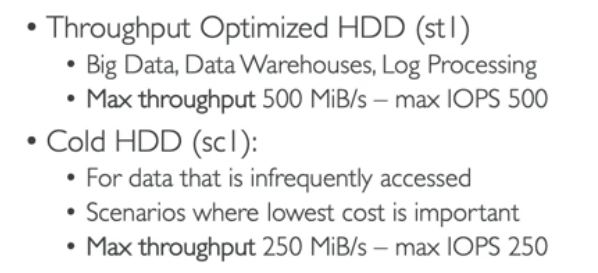 • Throughput Optimized HDD (st1)
• Big Data, Data Warehouses, Log Processing
• Max throughput 500 MiB/s – max IOPS 500
• Cold HDD (sc1):
• For data that is infrequently accessed
• Scenarios where lowest cost is important
• Max throughput 250 MiB/s – max IOPS 250